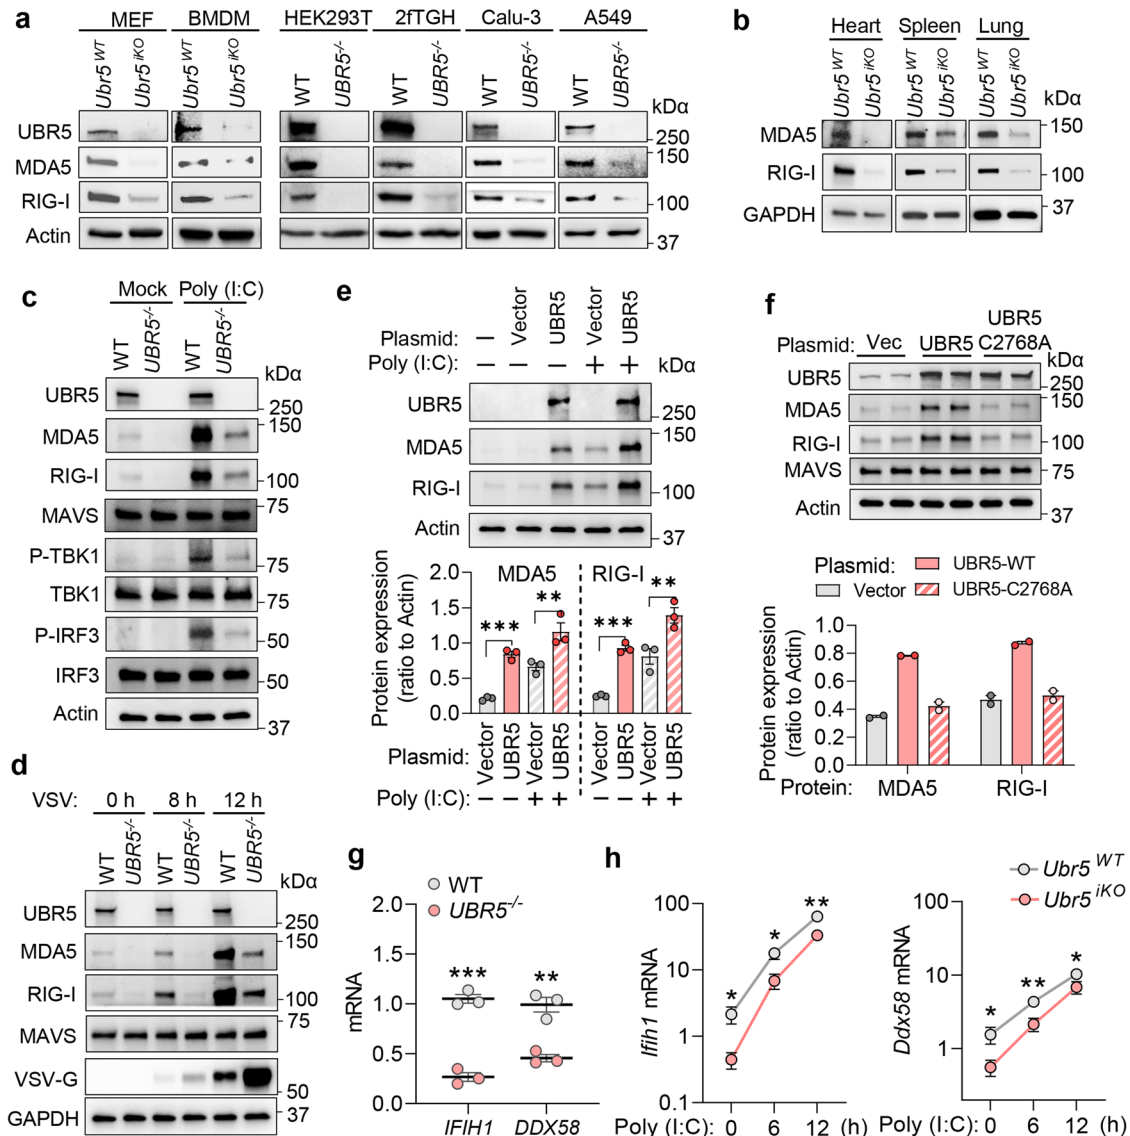 a
MEF BMDM HEK293T 2fTGH Calu-3 A549
Ubr5 WT Ubr5 iKO Ubr5 WT Ubr5 iKO WT UBR5-/- WT UBR5-/- WT UBR5-/- WT UBR5-/-
kDα
UBR5 250
MDA5 150
RIG-I 100
Actin 37
b
Heart Spleen Lung
Ubr5 WT Ubr5 iKO Ubr5 WT Ubr5 iKO Ubr5 WT Ubr5 iKO
kDα
MDA5 150
RIG-I 100
GAPDH 37
c
Mock Poly (I:C)
WT UBR5-/- WT UBR5-/-
kDα
UBR5 250
MDA5 150
RIG-I 100
MAVS 75
P-TBK1 75
TBK1 75
P-IRF3 50
IRF3 50
Actin 37
d
VSV: 0 h 8 h 12 h
WT UBR5-/- WT UBR5-/- WT UBR5-/-
kDα
UBR5 250
MDA5 150
RIG-I 100
MAVS 75
VSV-G 50
GAPDH 37
e
Plasmid: — Vector UBR5 Vector UBR5
Poly (I:C): — — — + +
kDα
UBR5 250
MDA5 150
RIG-I 100
Actin 37
Protein expression
(ratio to Actin)
2.0
1.5
1.0
0.5
0.0
MDA5 RIG-I
*** ** *** **
Plasmid: Vector UBR5 Vector UBR5 Vector UBR5 Vector UBR5
Poly (I:C): — — + + — — + +
f
Plasmid: Vec UBR5 UBR5 C2768A
kDα
UBR5 250
MDA5 150
RIG-I 100
MAVS 75
Actin 37
Plasmid: UBR5-WT
Vector UBR5-C2768A
Protein expression
(ratio to Actin)
1.0
0.8
0.6
0.4
0.2
0.0
Protein: MDA5 RIG-I
g
WT
UBR5-/-
mRNA
2.0
1.5
1.0
0.5
0.0
*** **
IFIH1 DDX58
h
Ubr5 WT
Ubr5 iKO
Ifih1 mRNA
100
10
1
0.1
* * **
Poly (I:C): 0 6 12 (h)
Ddx58 mRNA
100
10
1
* ** *
Poly (I:C): 0 6 12 (h)